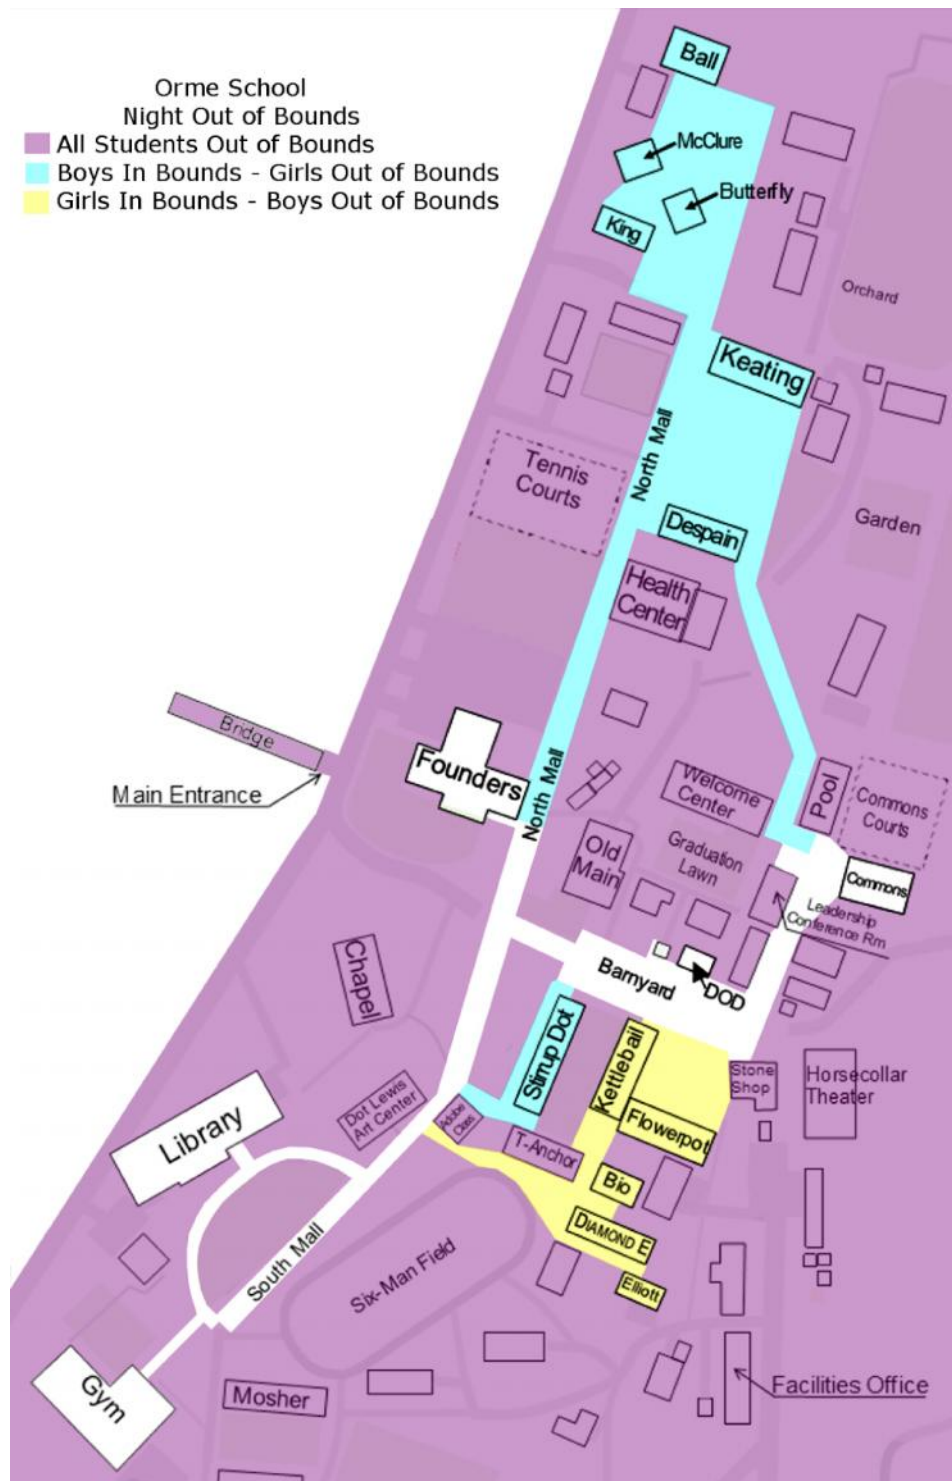 Orme School
Night Out of Bounds
All Students Out of Bounds
Boys In Bounds - Girls Out of Bounds
Girls In Bounds - Boys Out of Bounds
Ball
McClure
Butterfly
King
Orchard
Keating
North Mall
Tennis
Courts
Despain
Garden
Health
Center
Bridge
Main Entrance
Founders
North Mall
Welcome
Center
Pool
Commons
Courts
Old
Main
Graduation
Lawn
Commons
Leadership
Conference Rm
Chapel
Barnyard
DOD
Stirrup Dot
Kettlebail
Stone
Shop
Horsecollar
Theater
Dot Lewis
Art Center
Adobe
Class
Flowerpot
Library
T-Anchor
Bio
DIAMOND E
South Mall
Six-Man Field
Elliott
Gym
Mosher
Facilities Office